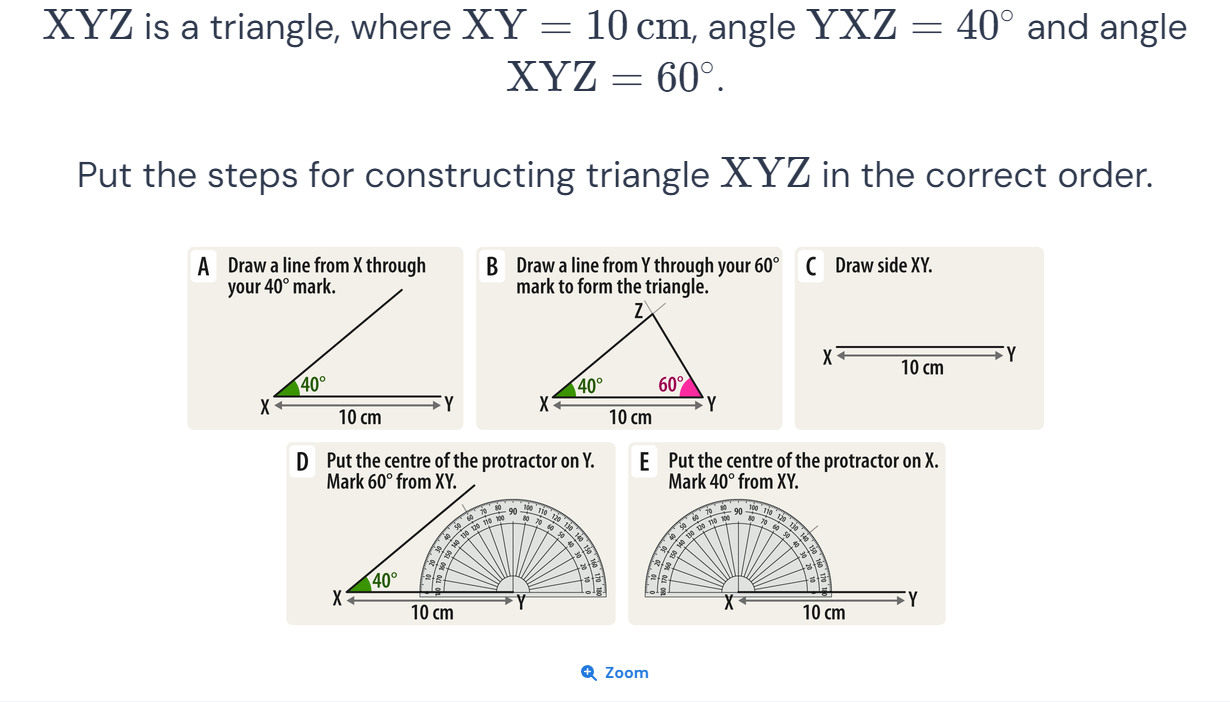 XYZ is a triangle, where XY = 10 cm, angle YXZ = 40° and angle
XYZ = 60°.
Put the steps for constructing triangle XYZ in the correct order.
A Draw a line from X through
your 40° mark.
40°
X Y
10 cm
B Draw a line from Y through your 60°
mark to form the triangle.
Z
40° 60°
X Y
10 cm
C Draw side XY.
X Y
10 cm
D Put the centre of the protractor on Y.
Mark 60° from XY.
40°
X Y
10 cm
E Put the centre of the protractor on X.
Mark 40° from XY.
X Y
10 cm
Zoom